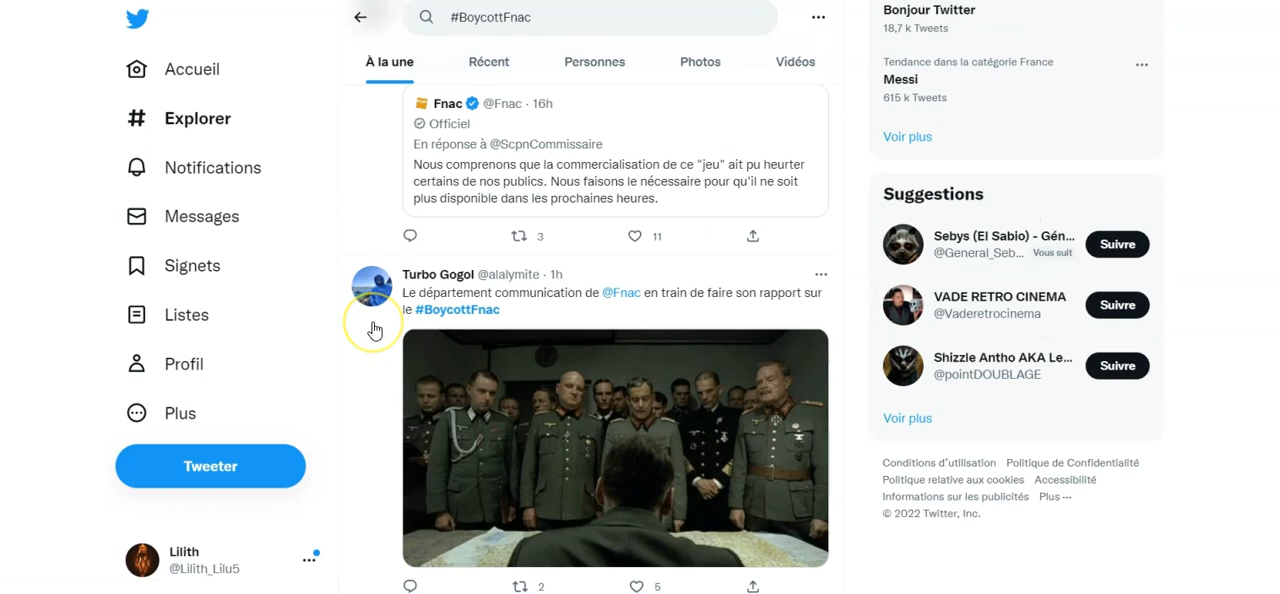 #BoycottFnac
À la une
Récent
Personnes
Photos
Vidéos
Accueil
Explorer
Notifications
Messages
Signets
Listes
Profil
Plus
Tweeter
Lilith
@Lilith_Lilu5
Fnac @Fnac · 16h
Officiel
En réponse à @ScpnCommissaire
Nous comprenons que la commercialisation de ce "jeu" ait pu heurter
certains de nos publics. Nous faisons le nécessaire pour qu'il ne soit
plus disponible dans les prochaines heures.
3
11
Turbo Gogol @alalymite · 1h
Le département communication de @Fnac en train de faire son rapport sur
le #BoycottFnac
2
5
Bonjour Twitter
18,7 k Tweets
Tendance dans la catégorie France
Messi
615 k Tweets
Voir plus
Suggestions
Sebys (El Sabio) - Gén...
@General_Seb... Vous suit
Suivre
VADE RETRO CINEMA
@Vaderetrocinema
Suivre
Shizzle Antho AKA Le...
@pointDOUBLAGE
Suivre
Voir plus
Conditions d'utilisation Politique de Confidentialité
Politique relative aux cookies Accessibilité
Informations sur les publicités Plus ···
© 2022 Twitter, Inc.